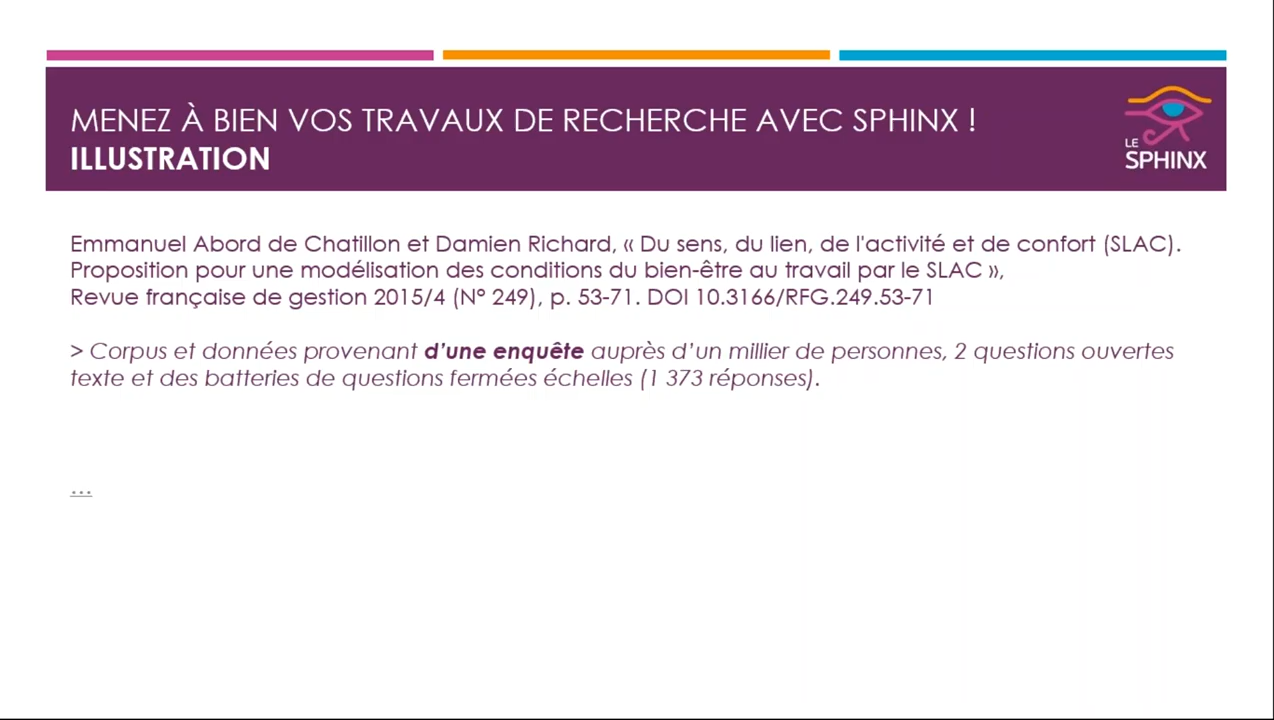 MENEZ À BIEN VOS TRAVAUX DE RECHERCHE AVEC SPHINX !
ILLUSTRATION
LE
SPHINX
Emmanuel Abord de Chatillon et Damien Richard, « Du sens, du lien, de l'activité et de confort (SLAC).
Proposition pour une modélisation des conditions du bien-être au travail par le SLAC »,
Revue française de gestion 2015/4 (N° 249), p. 53-71. DOI 10.3166/RFG.249.53-71
> Corpus et données provenant d’une enquête auprès d’un millier de personnes, 2 questions ouvertes
texte et des batteries de questions fermées échelles (1 373 réponses).
...